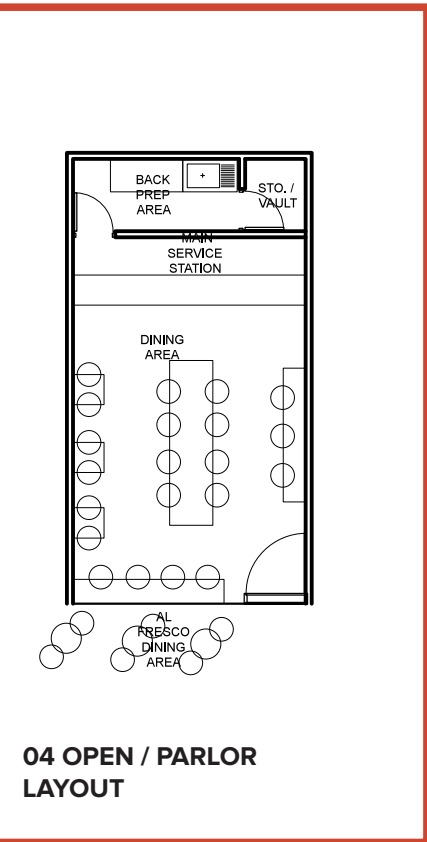 BACK
PREP
AREA
STO. /
VAULT
MAIN
SERVICE
STATION
DINING
AREA
AL
FRESCO
DINING
AREA
04 OPEN / PARLOR
LAYOUT